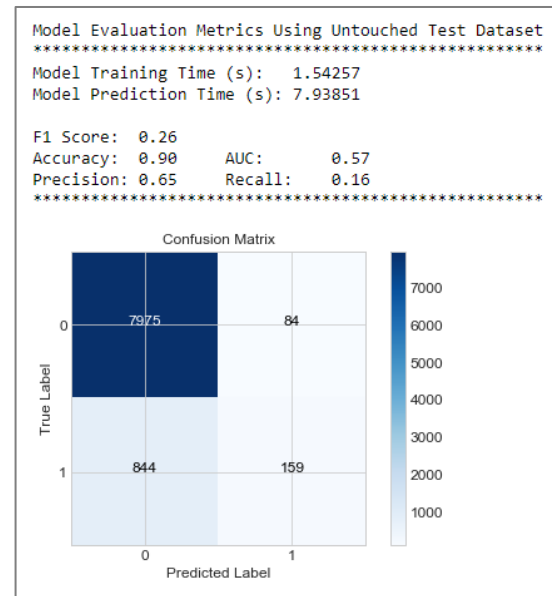 Model Evaluation Metrics Using Untouched Test Dataset
*****************************************************
Model Training Time (s):   1.54257
Model Prediction Time (s): 7.93851
F1 Score:  0.26
Accuracy:  0.90     AUC:       0.57
Precision: 0.65     Recall:    0.16
*****************************************************
Confusion Matrix
7000
7975 84
0
6000
5000
4000
True Label
3000
844 159
1
2000
1000
0 1
Predicted Label